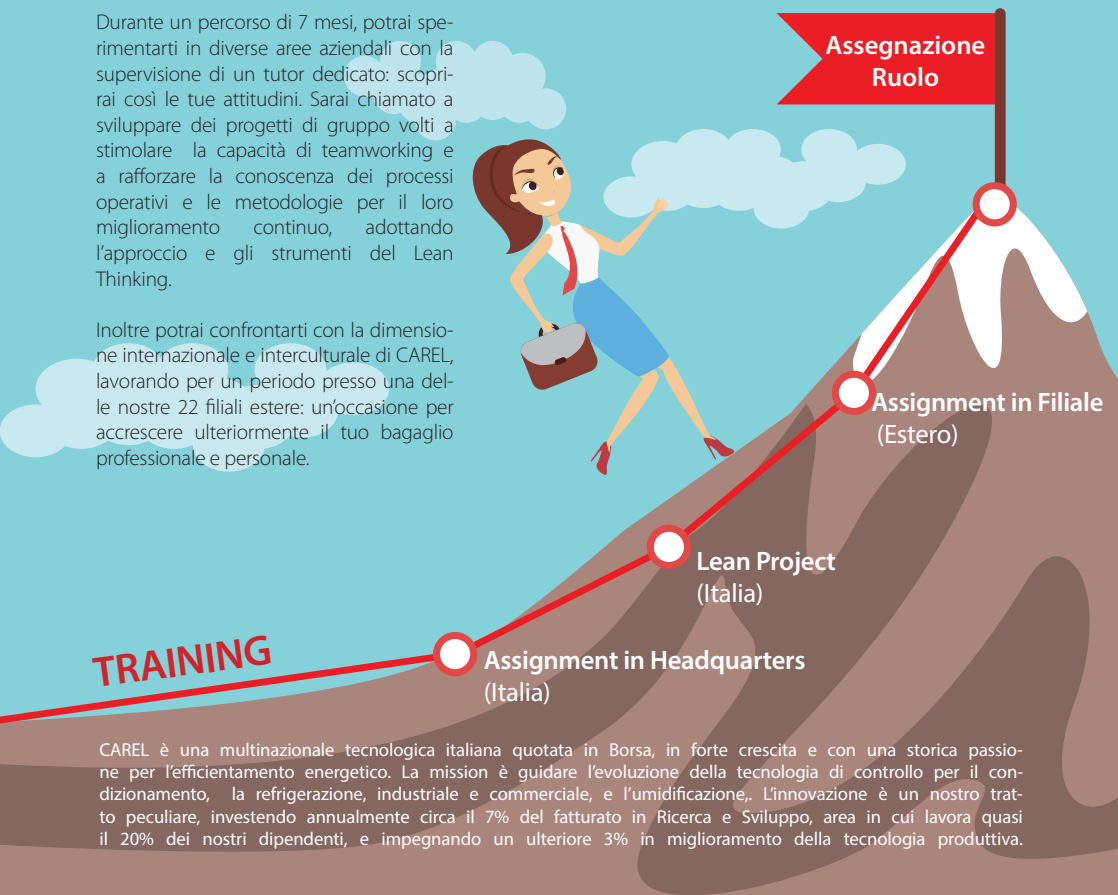 Durante un percorso di 7 mesi, potrai spe-
rimentarti in diverse aree aziendali con la
supervisione di un tutor dedicato: scopri-
rai così le tue attitudini. Sarai chiamato a
sviluppare dei progetti di gruppo volti a
stimolare la capacità di teamworking e
a rafforzare la conoscenza dei processi
operativi e le metodologie per il loro
miglioramento continuo, adottando
l'approccio e gli strumenti del Lean
Thinking.
Inoltre potrai confrontarti con la dimensio-
ne internazionale e interculturale di CAREL,
lavorando per un periodo presso una del-
le nostre 22 filiali estere: un'occasione per
accrescere ulteriormente il tuo bagaglio
professionale e personale.
Assegnazione
Ruolo
Assignment in Filiale
(Estero)
Lean Project
(Italia)
TRAINING
Assignment in Headquarters
(Italia)
CAREL è una multinazionale tecnologica italiana quotata in Borsa, in forte crescita e con una storica passio-
ne per l'efficientamento energetico. La mission è guidare l'evoluzione della tecnologia di controllo per il con-
dizionamento, la refrigerazione, industriale e commerciale, e l'umidificazione,. L'innovazione è un nostro trat-
to peculiare, investendo annualmente circa il 7% del fatturato in Ricerca e Sviluppo, area in cui lavora quasi
il 20% dei nostri dipendenti, e impegnando un ulteriore 3% in miglioramento della tecnologia produttiva.